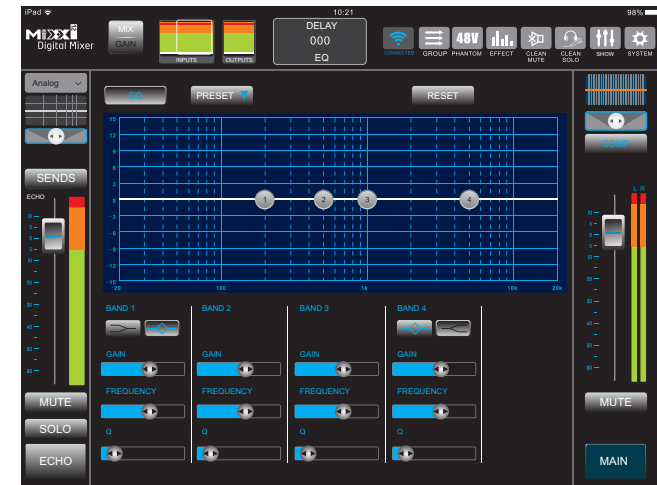 iPad
10:21
98%
MiXXi
Digital Mixer
MIX
GAIN
INPUTS
OUTPUTS
DELAY
000
EQ
CONNECTED
GROUP
48V
PHANTOM
EFFECT
CLEAN
MUTE
CLEAN
SOLO
SHOW
SYSTEM
Analog
EQ
PRESET
RESET
COMP
SENDS
ECHO
15
12
9
6
3
0
-3
-6
-9
-12
-15
1
2
3
4
20
100
1k
10k
20k
L R
BAND 1
BAND 2
BAND 3
BAND 4
GAIN
GAIN
GAIN
GAIN
FREQUENCY
FREQUENCY
FREQUENCY
FREQUENCY
Q
Q
Q
Q
MUTE
SOLO
ECHO
MUTE
MAIN